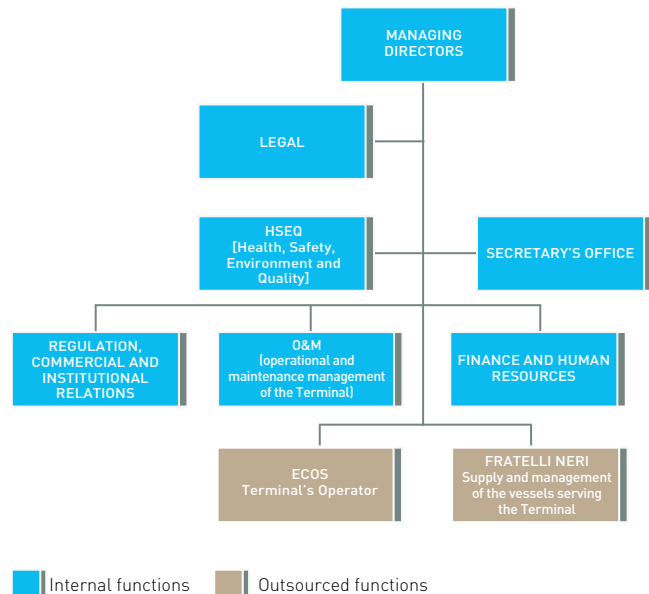 MANAGING
DIRECTORS
LEGAL
HSEQ
[Health, Safety,
Environment and
Quality]
SECRETARY'S OFFICE
REGULATION,
COMMERCIAL AND
INSTITUTIONAL
RELATIONS
O&M
(operational and
maintenance management
of the Terminal)
FINANCE AND HUMAN
RESOURCES
ECOS
Terminal's Operator
FRATELLI NERI
Supply and management
of the vessels serving
the Terminal
Internal functions
Outsourced functions